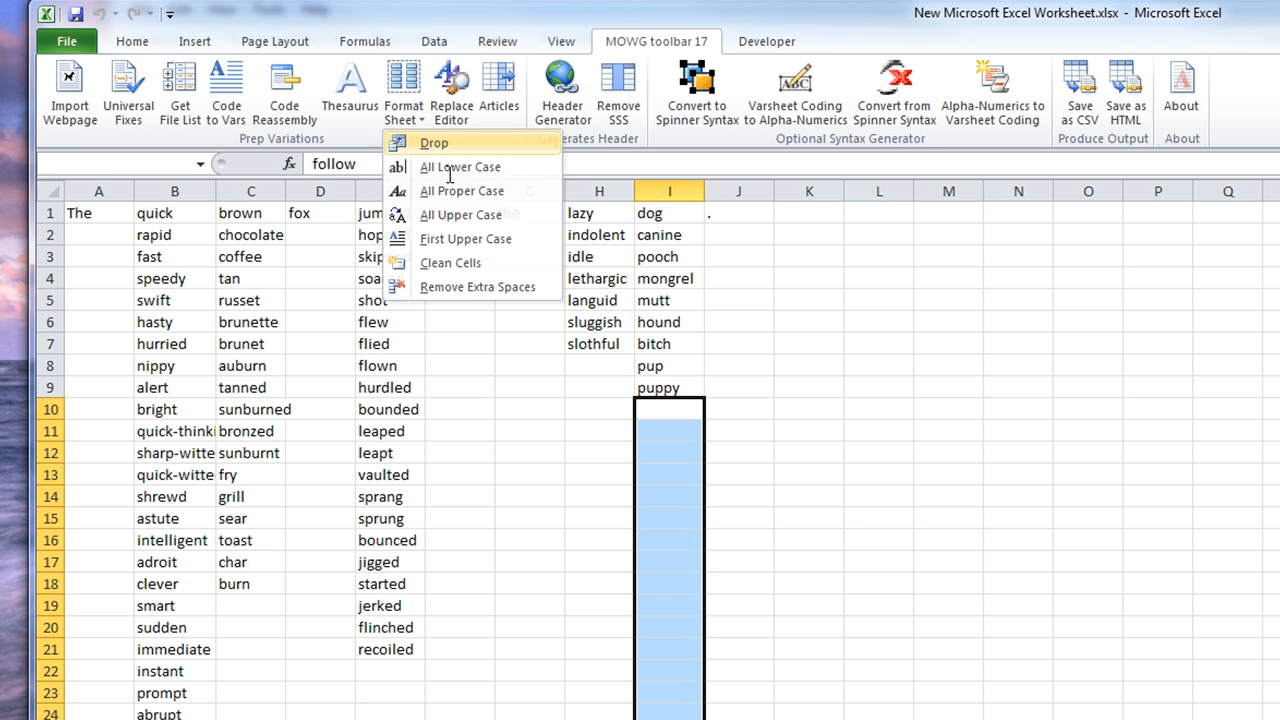 New Microsoft Excel Worksheet.xlsx - Microsoft Excel
File Home Insert Page Layout Formulas Data Review View MOWG toolbar 17 Developer
Import Webpage
Universal Fixes
Get File List
Code to Vars
Code Reassembly
Thesaurus
Format Sheet
Replace Editor
Articles
Header Generator
Remove SSS
Convert to Spinner Syntax
Varsheet Coding to Alpha-Numerics
Convert from Spinner Syntax
Alpha-Numerics to Varsheet Coding
Save as CSV
Save as HTML
About
Prep Variations
Header
Optional Syntax Generator
Produce Output
About
Drop
All Lower Case
All Proper Case
All Upper Case
First Upper Case
Clean Cells
Remove Extra Spaces
fx follow
A B C D G H I J K L M N O P Q
1 The quick brown fox lazy dog .
2 rapid chocolate indolent canine
3 fast coffee idle pooch
4 speedy tan lethargic mongrel
5 swift russet shot languid mutt
6 hasty brunette flew sluggish hound
7 hurried brunet flied slothful bitch
8 nippy auburn flown pup
9 alert tanned hurdled puppy
10 bright sunburned bounded
11 quick-thinki bronzed leaped
12 sharp-witte sunburnt leapt
13 quick-witte fry vaulted
14 shrewd grill sprang
15 astute sear sprung
16 intelligent toast bounced
17 adroit char jigged
18 clever burn started
19 smart jerked
20 sudden flinched
21 immediate recoiled
22 instant
23 prompt
24 abrupt